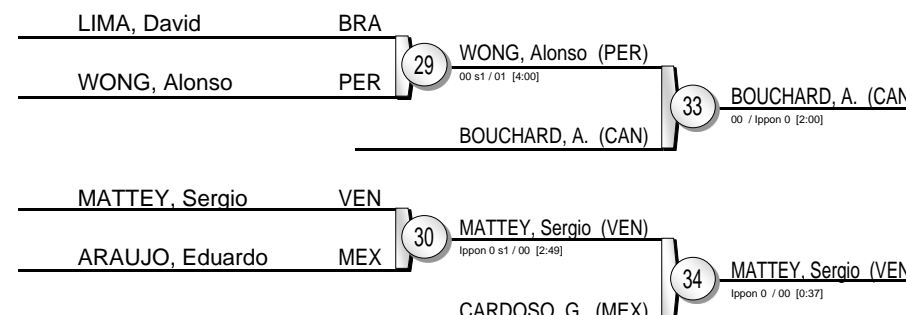 LIMA, David BRA
WONG, Alonso PER
29
WONG, Alonso (PER)
00 s1 / 01 [4:00]
BOUCHARD, A. (CAN)
33
BOUCHARD, A. (CAN
00 / Ippon 0 [2:00]
MATTEY, Sergio VEN
ARAUJO, Eduardo MEX
30
MATTEY, Sergio (VEN)
Ippon 0 s1 / 00 [2:49]
CARDOSO, G. (MEX)
34
MATTEY, Sergio (VEN
Ippon 0 / 00 [0:37]